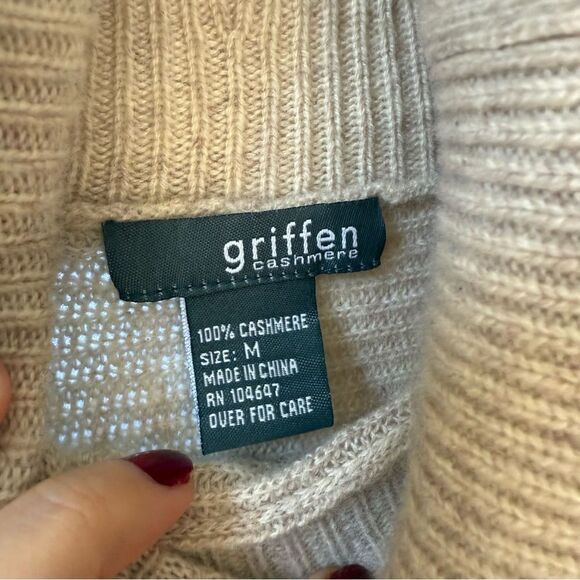 griffen
cashmere
100% CASHMERE
SIZE: M
MADE IN CHINA
RN 104647
OVER FOR CARE